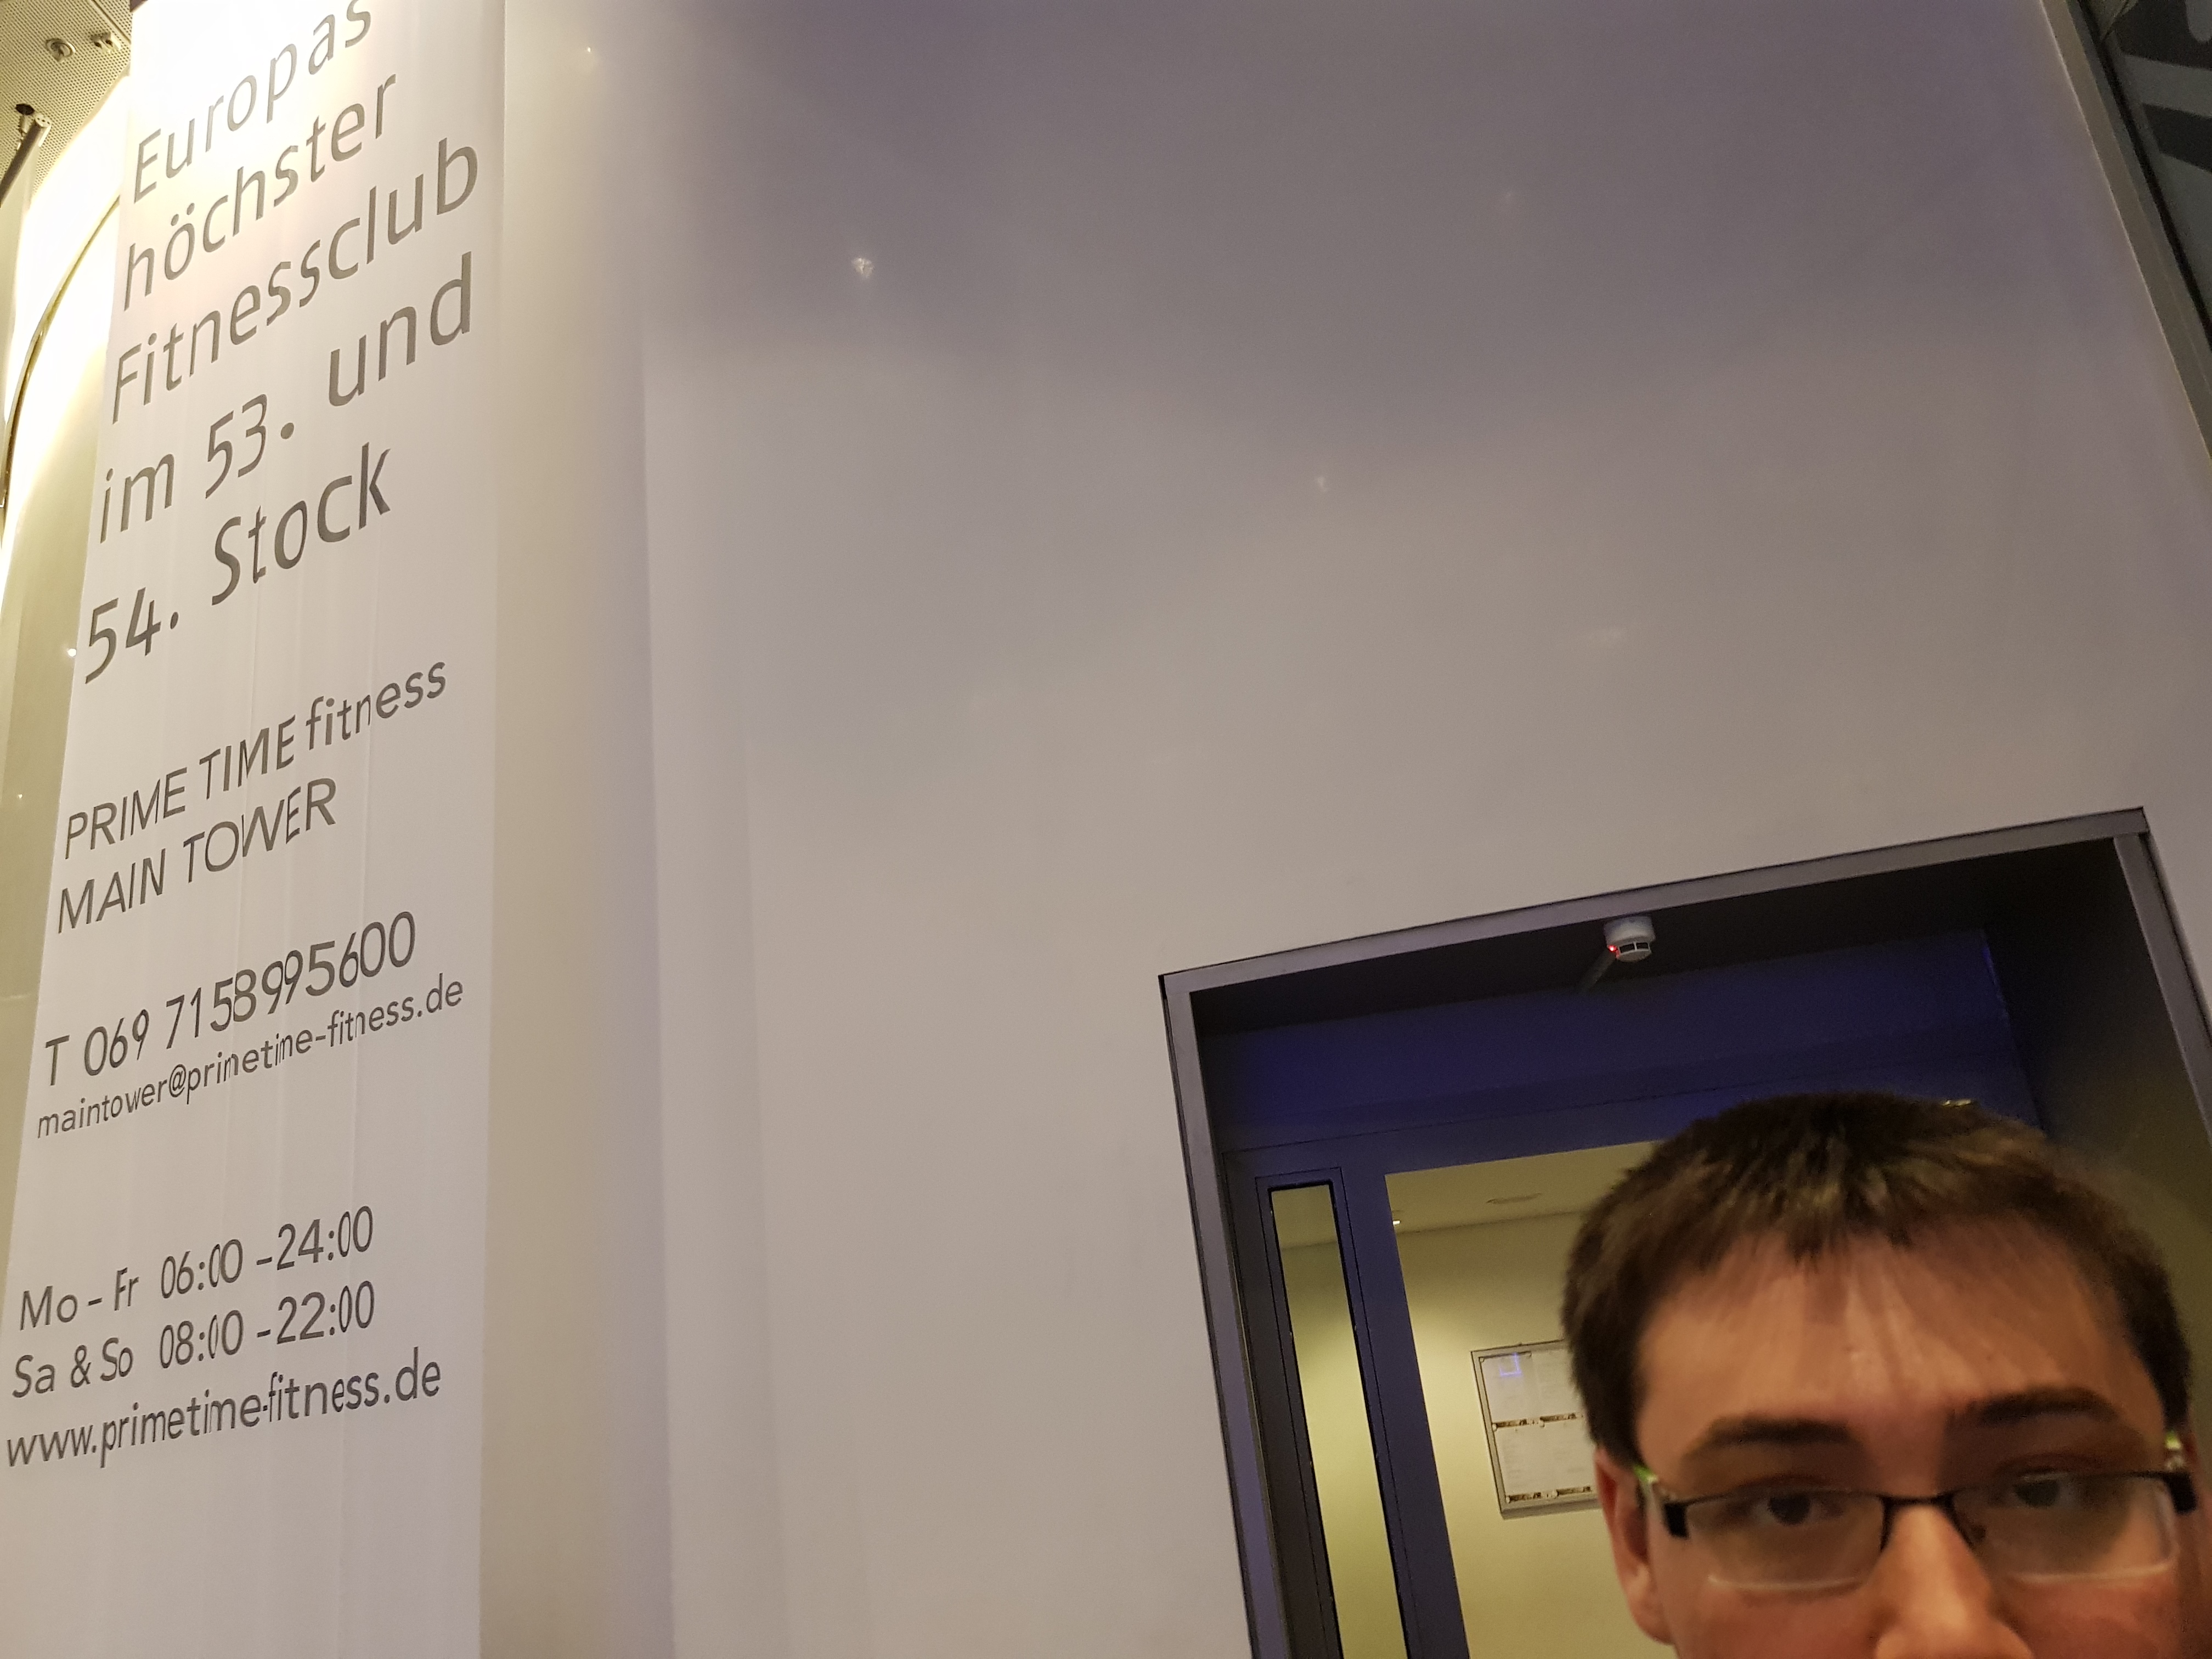 Europas
höchster
Fitnessclub
im 53. und
54. Stock
PRIME TIME fitness
MAIN TOWER
T 069 7158995600
maintower@primetime-fitness.de
Mo - Fr 06:00 - 24:00
Sa & So 08:00 - 22:00
www.primetime-fitness.de